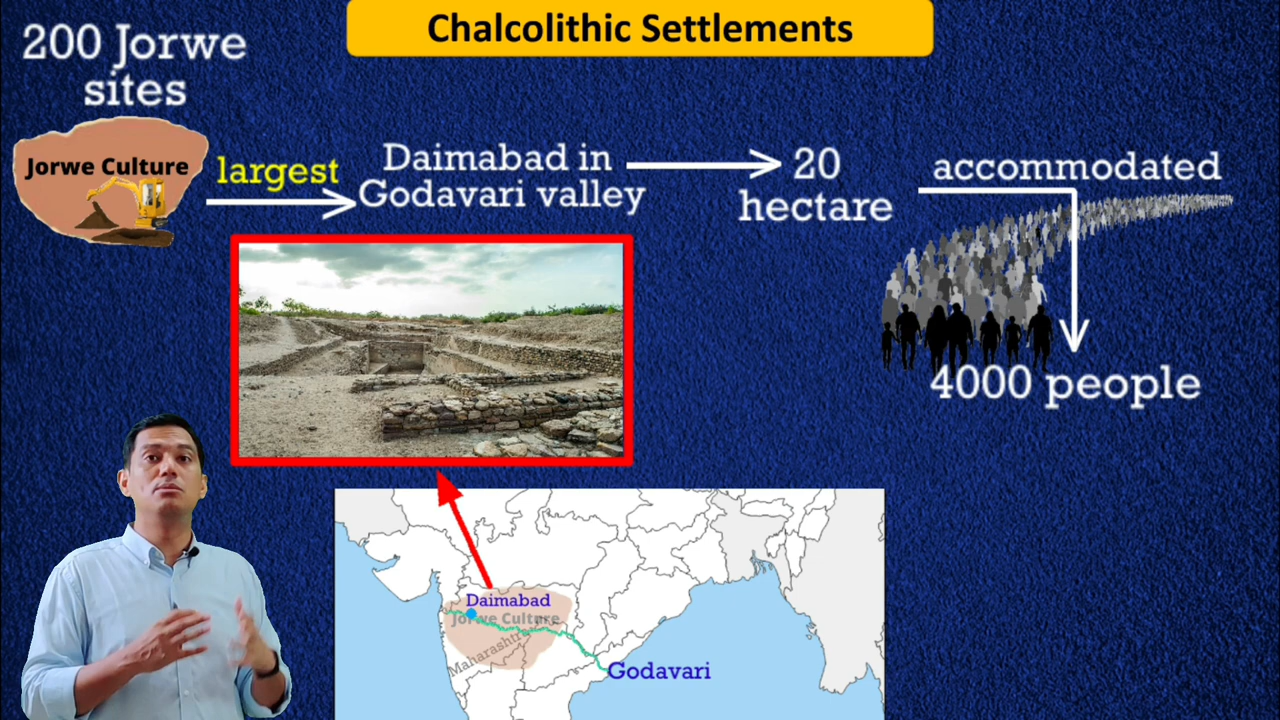 Chalcolithic Settlements
200 Jorwe
sites
Jorwe Culture
largest
Daimabad in
Godavari valley
20
hectare
accommodated
4000 people
Daimabad
Jorwe Culture
Maharashtra
Godavari